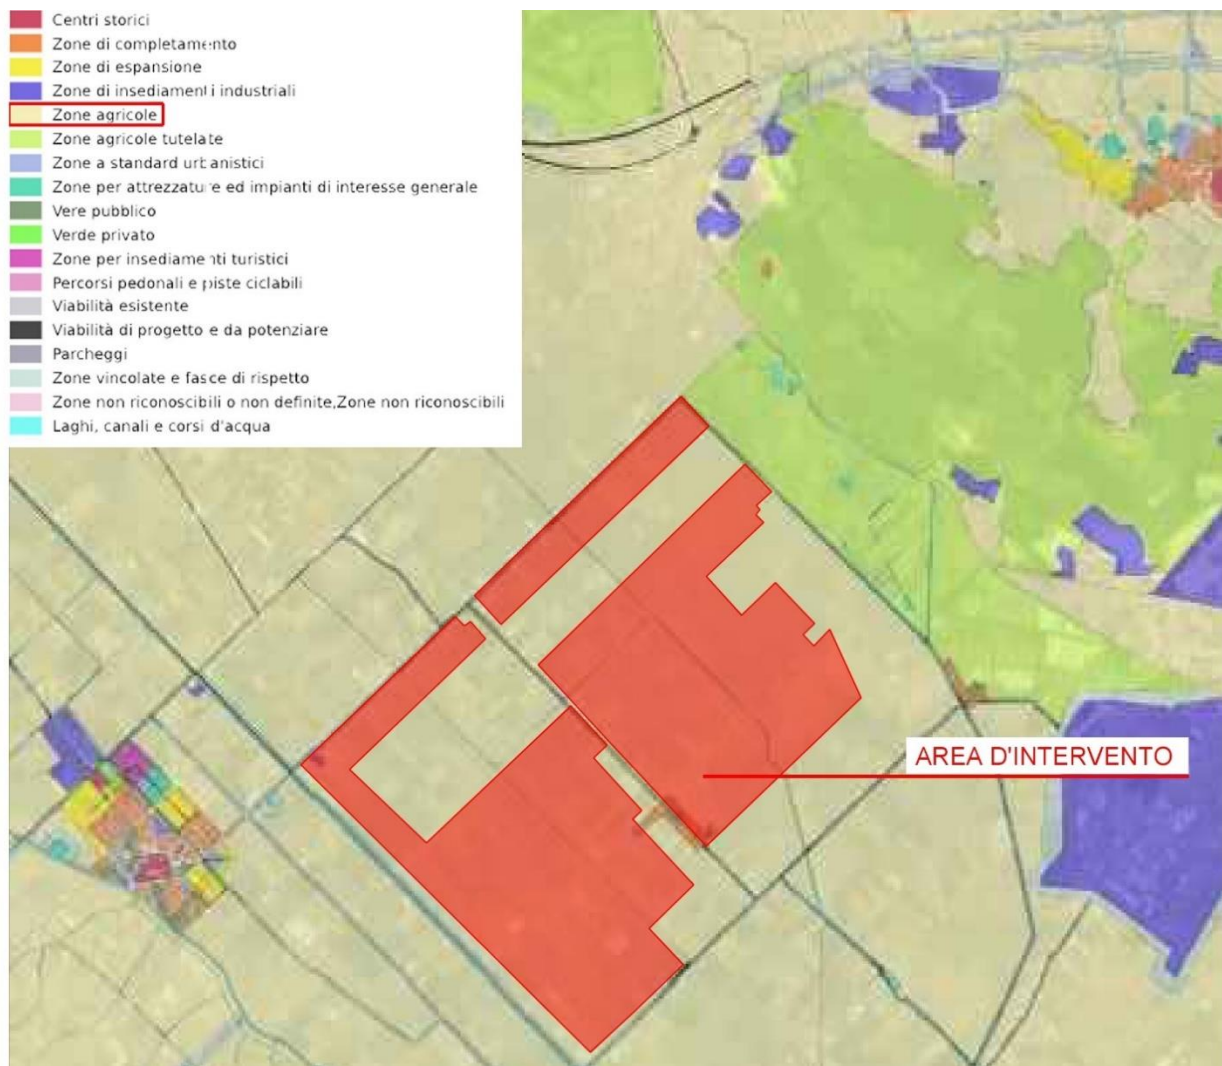 Centri storici
Zone di completamento
Zone di espansione
Zone di insediamenti industriali
Zone agricole
Zone agricole tutelate
Zone a standard urbanistici
Zone per attrezzature ed impianti di interesse generale
Vere pubblico
Verde privato
Zone per insediamenti turistici
Percorsi pedonali e piste ciclabili
Viabilità esistente
Viabilità di progetto e da potenziare
Parcheggi
Zone vincolate e fasce di rispetto
Zone non riconoscibili o non definite,Zone non riconoscibili
Laghi, canali e corsi d'acqua
AREA D'INTERVENTO